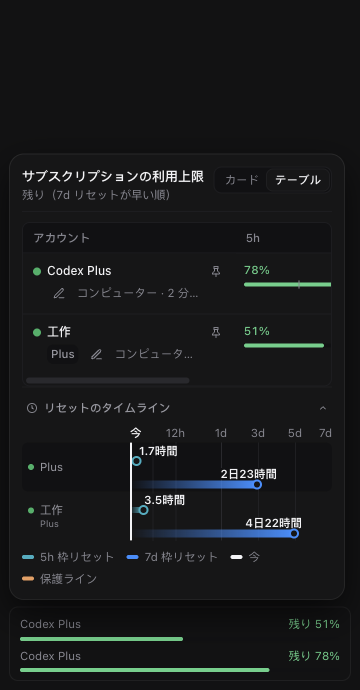 サブスクリプションの利用上限
残り（7d リセットが早い順）
カード テーブル
アカウント 5h
Codex Plus 78%
コンピューター · 2 分…
工作 51%
Plus コンピュータ…
リセットのタイムライン
今 12h 1d 3d 5d 7d
1.7時間
Plus
2日23時間
3.5時間
工作
Plus
4日22時間
5h 枠リセット 7d 枠リセット 今
保護ライン
Codex Plus 残り 51%
Codex Plus 残り 78%